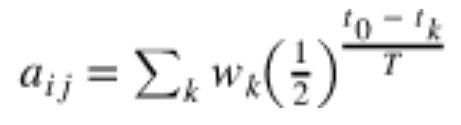 a_{ij} = \sum_k w_k \left(\frac{1}{2}\right)^{\frac{t_0 - t_k}{T}}